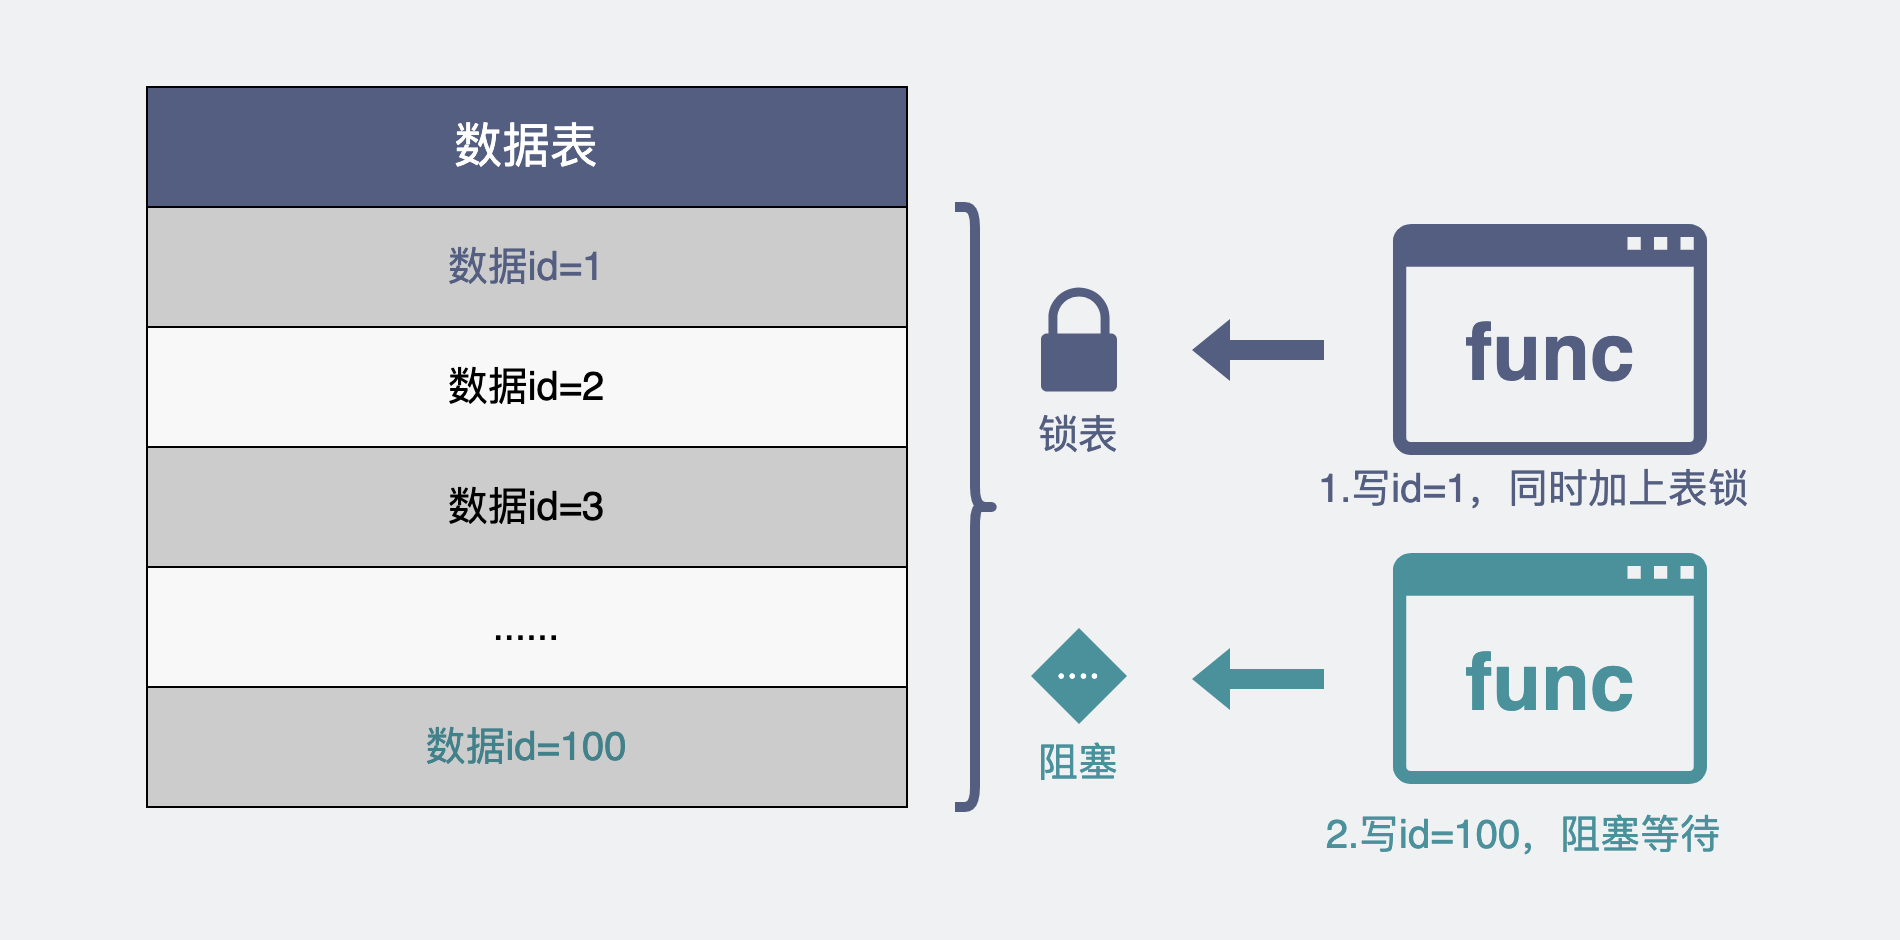 数据表
数据id=1
数据id=2
数据id=3
......
数据id=100
锁表
func
1.写id=1，同时加上表锁
阻塞
func
2.写id=100，阻塞等待